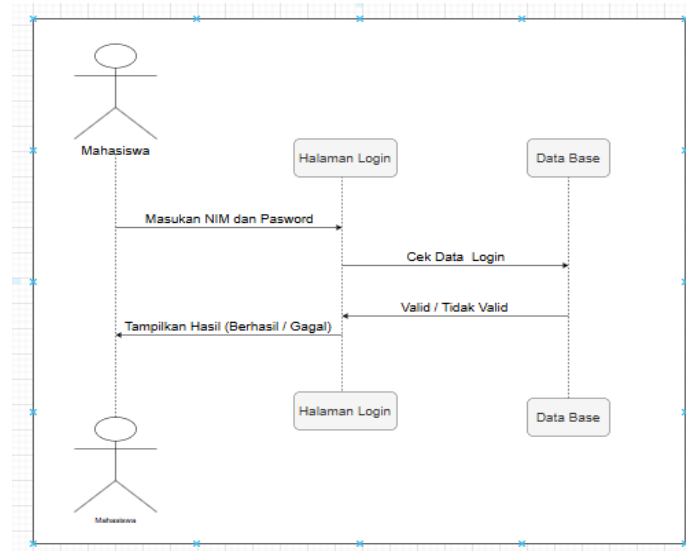 Mahasiswa
Halaman Login
Data Base
Masukan NIM dan Pasword
Cek Data Login
Valid / Tidak Valid
Tampilkan Hasil (Berhasil / Gagal)
Halaman Login
Data Base
Mahasiswa